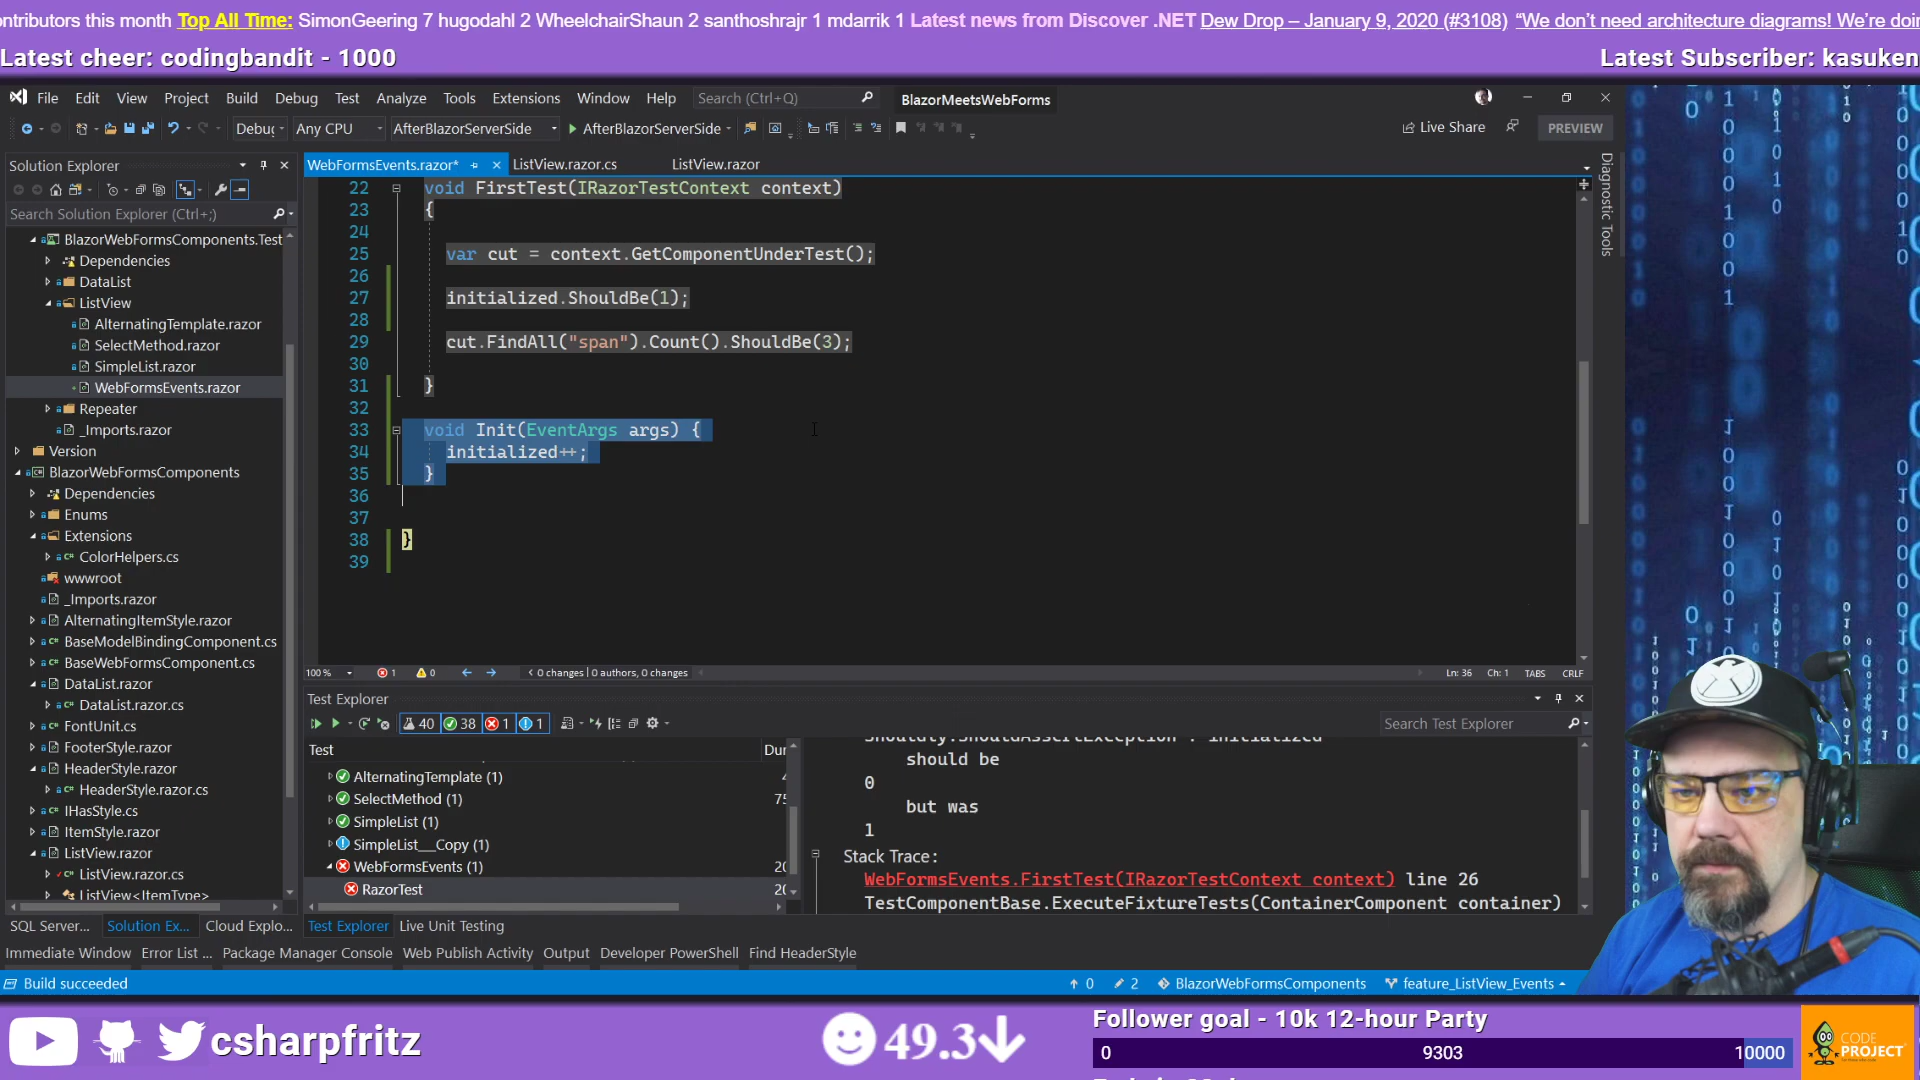 ontributors this month Top All Time: SimonGeering 7 hugodahl 2 WheelchairShaun 2 santhoshrajr 1 mdarrik 1 Latest news from Discover .NET Dew Drop – January 9, 2020 (#3108) “We don’t need architecture diagrams! We’re doin
Latest cheer: codingbandit - 1000
Latest Subscriber: kasuken
File Edit View Project Build Debug Test Analyze Tools Extensions Window Help Search (Ctrl+Q) BlazorMeetsWebForms
Debug Any CPU AfterBlazorServerSide AfterBlazorServerSide Live Share PREVIEW
Solution Explorer
Search Solution Explorer (Ctrl+;)
BlazorWebFormsComponents.Test
Dependencies
DataList
ListView
AlternatingTemplate.razor
SelectMethod.razor
SimpleList.razor
WebFormsEvents.razor
Repeater
_Imports.razor
Version
BlazorWebFormsComponents
Dependencies
Enums
Extensions
ColorHelpers.cs
wwwroot
_Imports.razor
AlternatingItemStyle.razor
BaseModelBindingComponent.cs
BaseWebFormsComponent.cs
DataList.razor
DataList.razor.cs
FontUnit.cs
FooterStyle.razor
HeaderStyle.razor
HeaderStyle.razor.cs
IHasStyle.cs
ItemStyle.razor
ListView.razor
ListView.razor.cs
ListView<ItemType>
SQL Server... Solution Ex... Cloud Explo...
WebFormsEvents.razor* ListView.razor.cs ListView.razor
22 void FirstTest(IRazorTestContext context)
23 {
24
25 var cut = context.GetComponentUnderTest();
26
27 initialized.ShouldBe(1);
28
29 cut.FindAll("span").Count().ShouldBe(3);
30
31 }
32
33 void Init(EventArgs args) {
34 initialized++;
35 }
36
37
38 }
39
100 % 1 0 0 changes | 0 authors, 0 changes Ln: 36 Ch: 1 TABS CRLF
Diagnostic Tools
Test Explorer
40 38 1 1 Search Test Explorer
Test Dur
AlternatingTemplate (1)
SelectMethod (1) 75
SimpleList (1)
SimpleList__Copy (1)
WebFormsEvents (1) 20
RazorTest 20
Shouldly.ShouldAssertException : initialized
should be
0
but was
1
Stack Trace:
WebFormsEvents.FirstTest(IRazorTestContext context) line 26
TestComponentBase.ExecuteFixtureTests(ContainerComponent container)
Test Explorer Live Unit Testing
Immediate Window Error List ... Package Manager Console Web Publish Activity Output Developer PowerShell Find HeaderStyle
Build succeeded 0 2 BlazorWebFormsComponents feature_ListView_Events
csharpfritz
49.3
Follower goal - 10k 12-hour Party
0 9303 10000
CODE
PROJECT